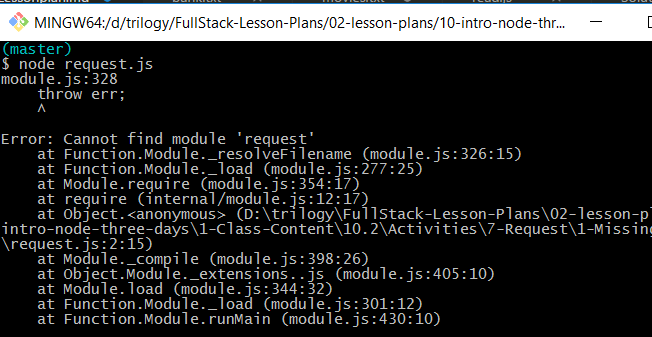 MINGW64:/d/trilogy/FullStack-Lesson-Plans/02-lesson-plans/10-intro-node-thr...
(master)
$ node request.js
module.js:328
    throw err;
    ^
Error: Cannot find module 'request'
    at Function.Module._resolveFilename (module.js:326:15)
    at Function.Module._load (module.js:277:25)
    at Module.require (module.js:354:17)
    at require (internal/module.js:12:17)
    at Object.<anonymous> (D:\trilogy\FullStack-Lesson-Plans\02-lesson-pl
intro-node-three-days\1-Class-Content\10.2\Activities\7-Request\1-Missing
\request.js:2:15)
    at Module._compile (module.js:398:26)
    at Object.Module._extensions..js (module.js:405:10)
    at Module.load (module.js:344:32)
    at Function.Module._load (module.js:301:12)
    at Function.Module.runMain (module.js:430:10)